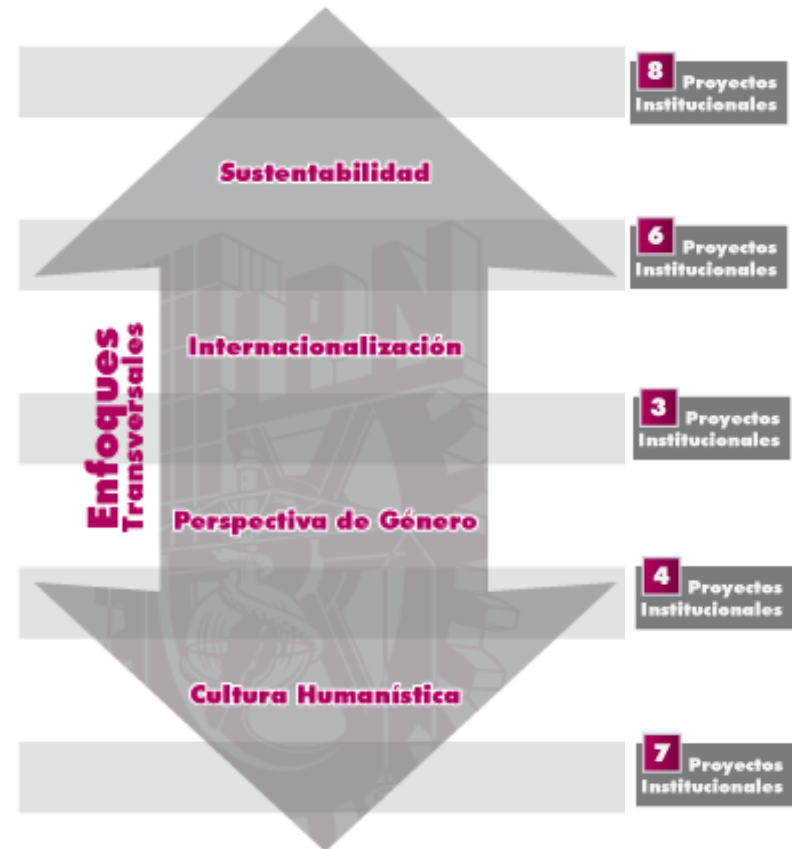 8 Proyectos
Institucionales
Sustentabilidad
6 Proyectos
Institucionales
Enfoques
Transversales
Internacionalización
IPN
3 Proyectos
Institucionales
Perspectiva de Género
4 Proyectos
Institucionales
Cultura Humanística
7 Proyectos
Institucionales